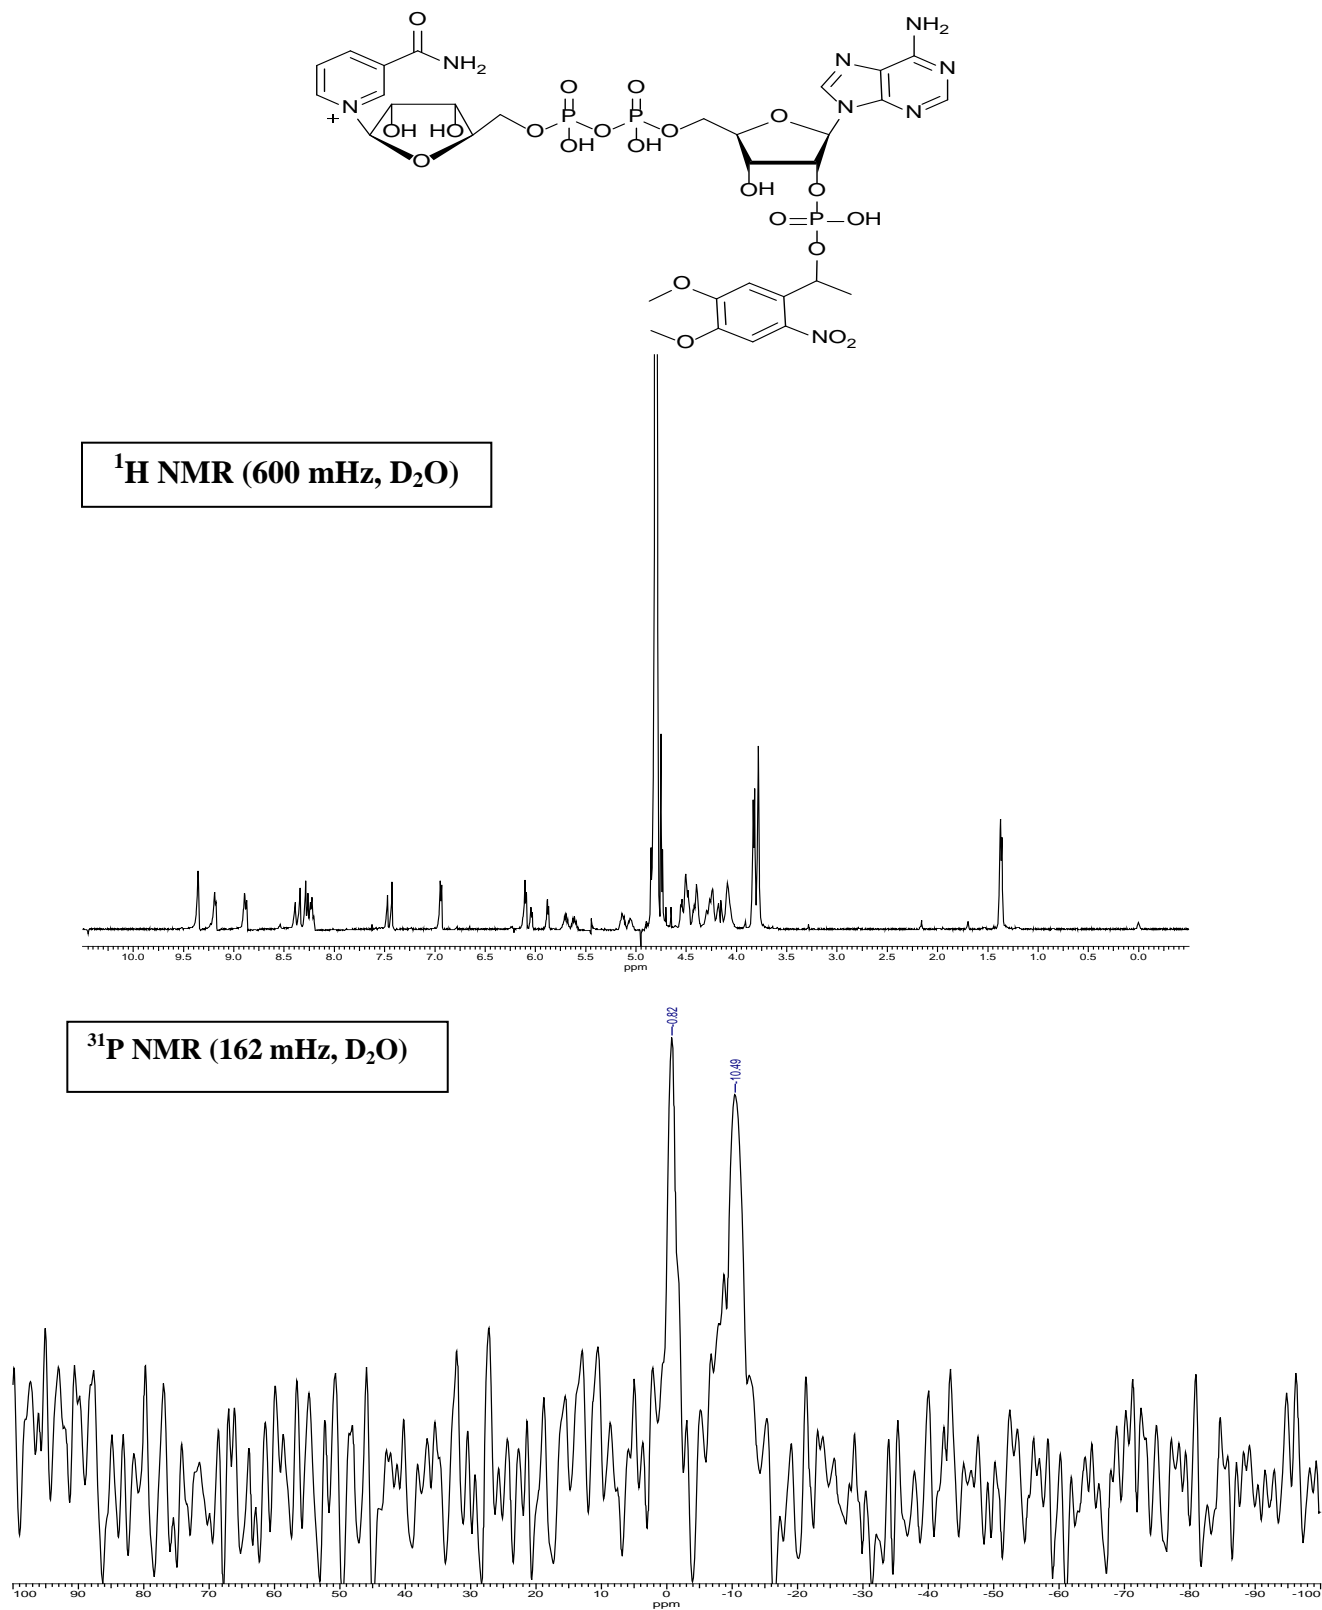 O
NH2
N
+
OH HO
O
O
O
P
OH
O
O
P
OH
O
O
OH
NH2
N
N
N
N
O
O=P–OH
O
O
O
NO2
1H NMR (600 mHz, D2O)
10.0 9.5 9.0 8.5 8.0 7.5 7.0 6.5 6.0 5.5 5.0 4.5 4.0 3.5 3.0 2.5 2.0 1.5 1.0 0.5 0.0
ppm
31P NMR (162 mHz, D2O)
-0.82
-10.49
100 90 80 70 60 50 40 30 20 10 0 -10 -20 -30 -40 -50 -60 -70 -80 -90 -100
ppm